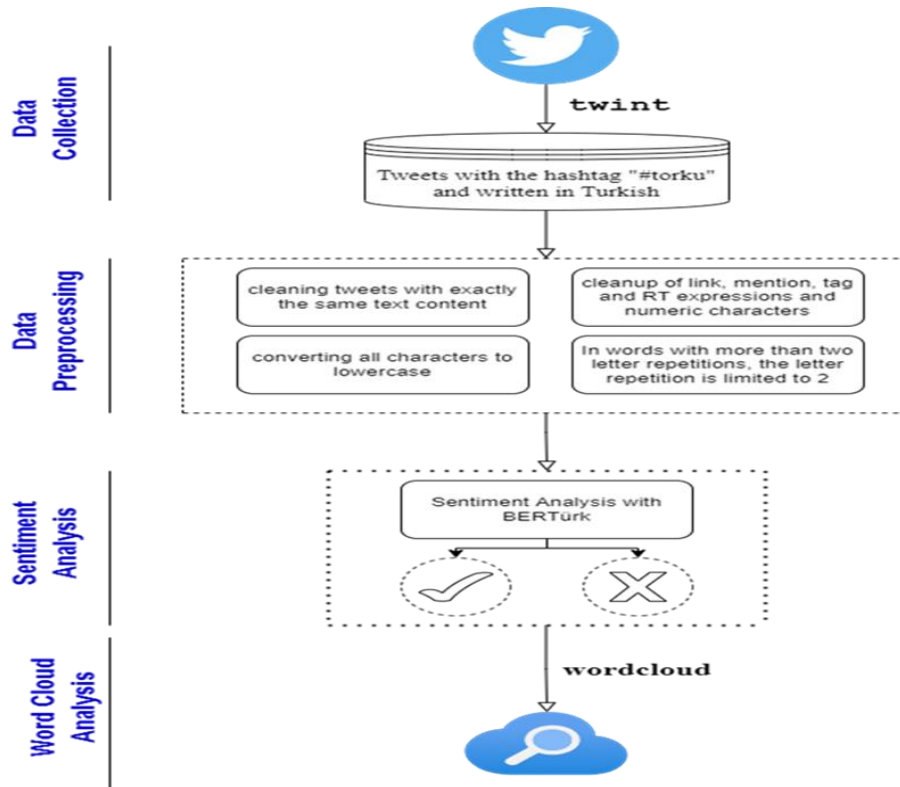 Data
Collection
twint
Tweets with the hashtag "#torku"
and written in Turkish
Data
Preprocessing
cleaning tweets with exactly
the same text content
cleanup of link, mention, tag
and RT expressions and
numeric characters
converting all characters to
lowercase
In words with more than two
letter repetitions, the letter
repetition is limited to 2
Sentiment
Analysis
Sentiment Analysis with
BERTürk
Word Cloud
Analysis
wordcloud